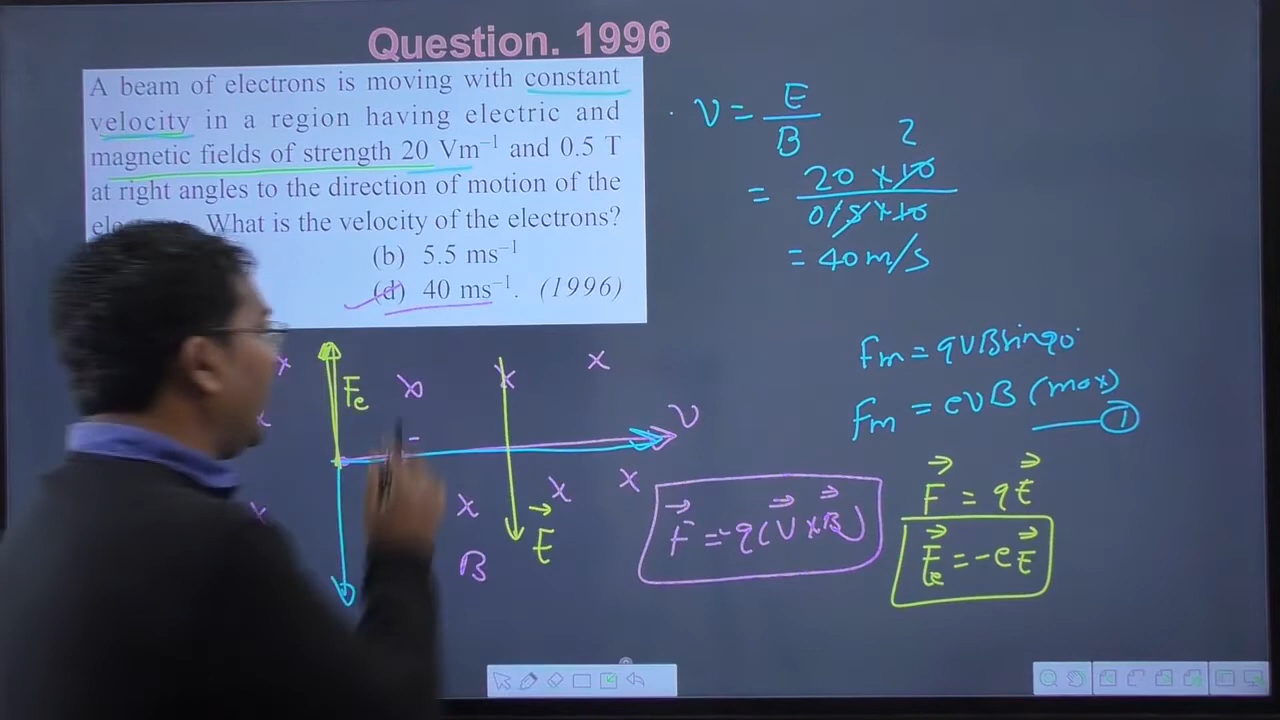 Question. 1996
A beam of electrons is moving with constant
velocity in a region having electric and
magnetic fields of strength 20 Vm⁻¹ and 0.5 T
at right angles to the direction of motion of the
What is the velocity of the electrons?
(b) 5.5 ms⁻¹
(d) 40 ms⁻¹. (1996)
V = E / B
2
= 20 × 10 / 0.5 × 10
= 40 m/s
Fm = qVB sin 90°
Fm = eVB (max)
①
Fe
V
E
B
F = -q(V × B)
F = qE
Fe = -eE